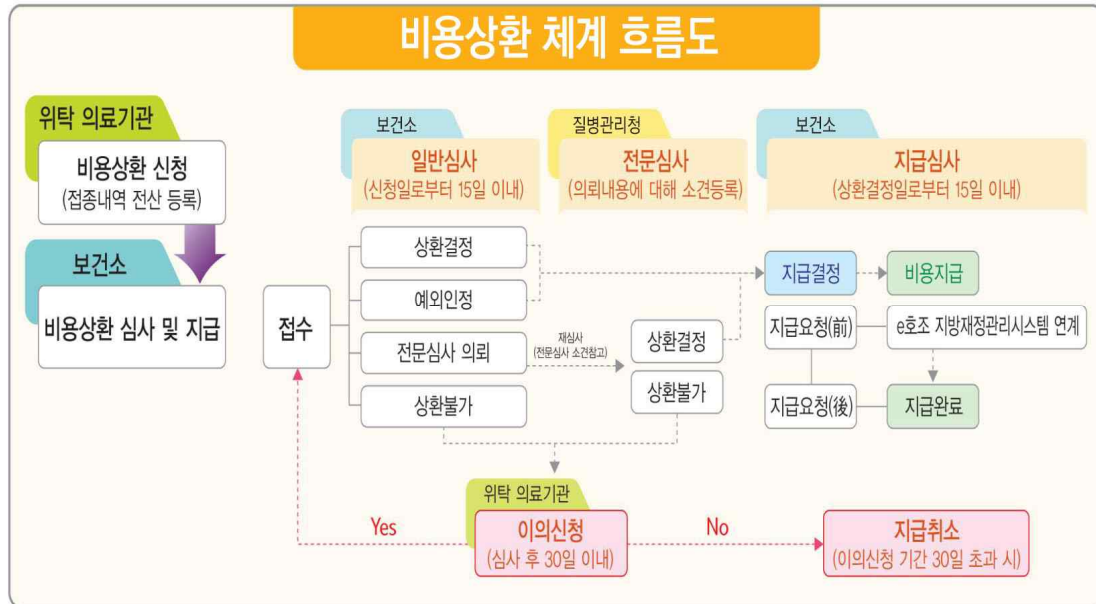 비용상환 체계 흐름도
위탁 의료기관
비용상환 신청
(접종내역 전산 등록)
보건소
비용상환 심사 및 지급
보건소
일반심사
(신청일로부터 15일 이내)
질병관리청
전문심사
(의뢰내용에 대해 소견등록)
보건소
지급심사
(상환결정일로부터 15일 이내)
접수
상환결정
예외인정
전문심사 의뢰
상환불가
재심사
(전문심사 소견참고)
상환결정
상환불가
지급결정
비용지급
지급요청(前)
e호조 지방재정관리시스템 연계
지급요청(後)
지급완료
위탁 의료기관
이의신청
(심사 후 30일 이내)
Yes
No
지급취소
(이의신청 기간 30일 초과 시)